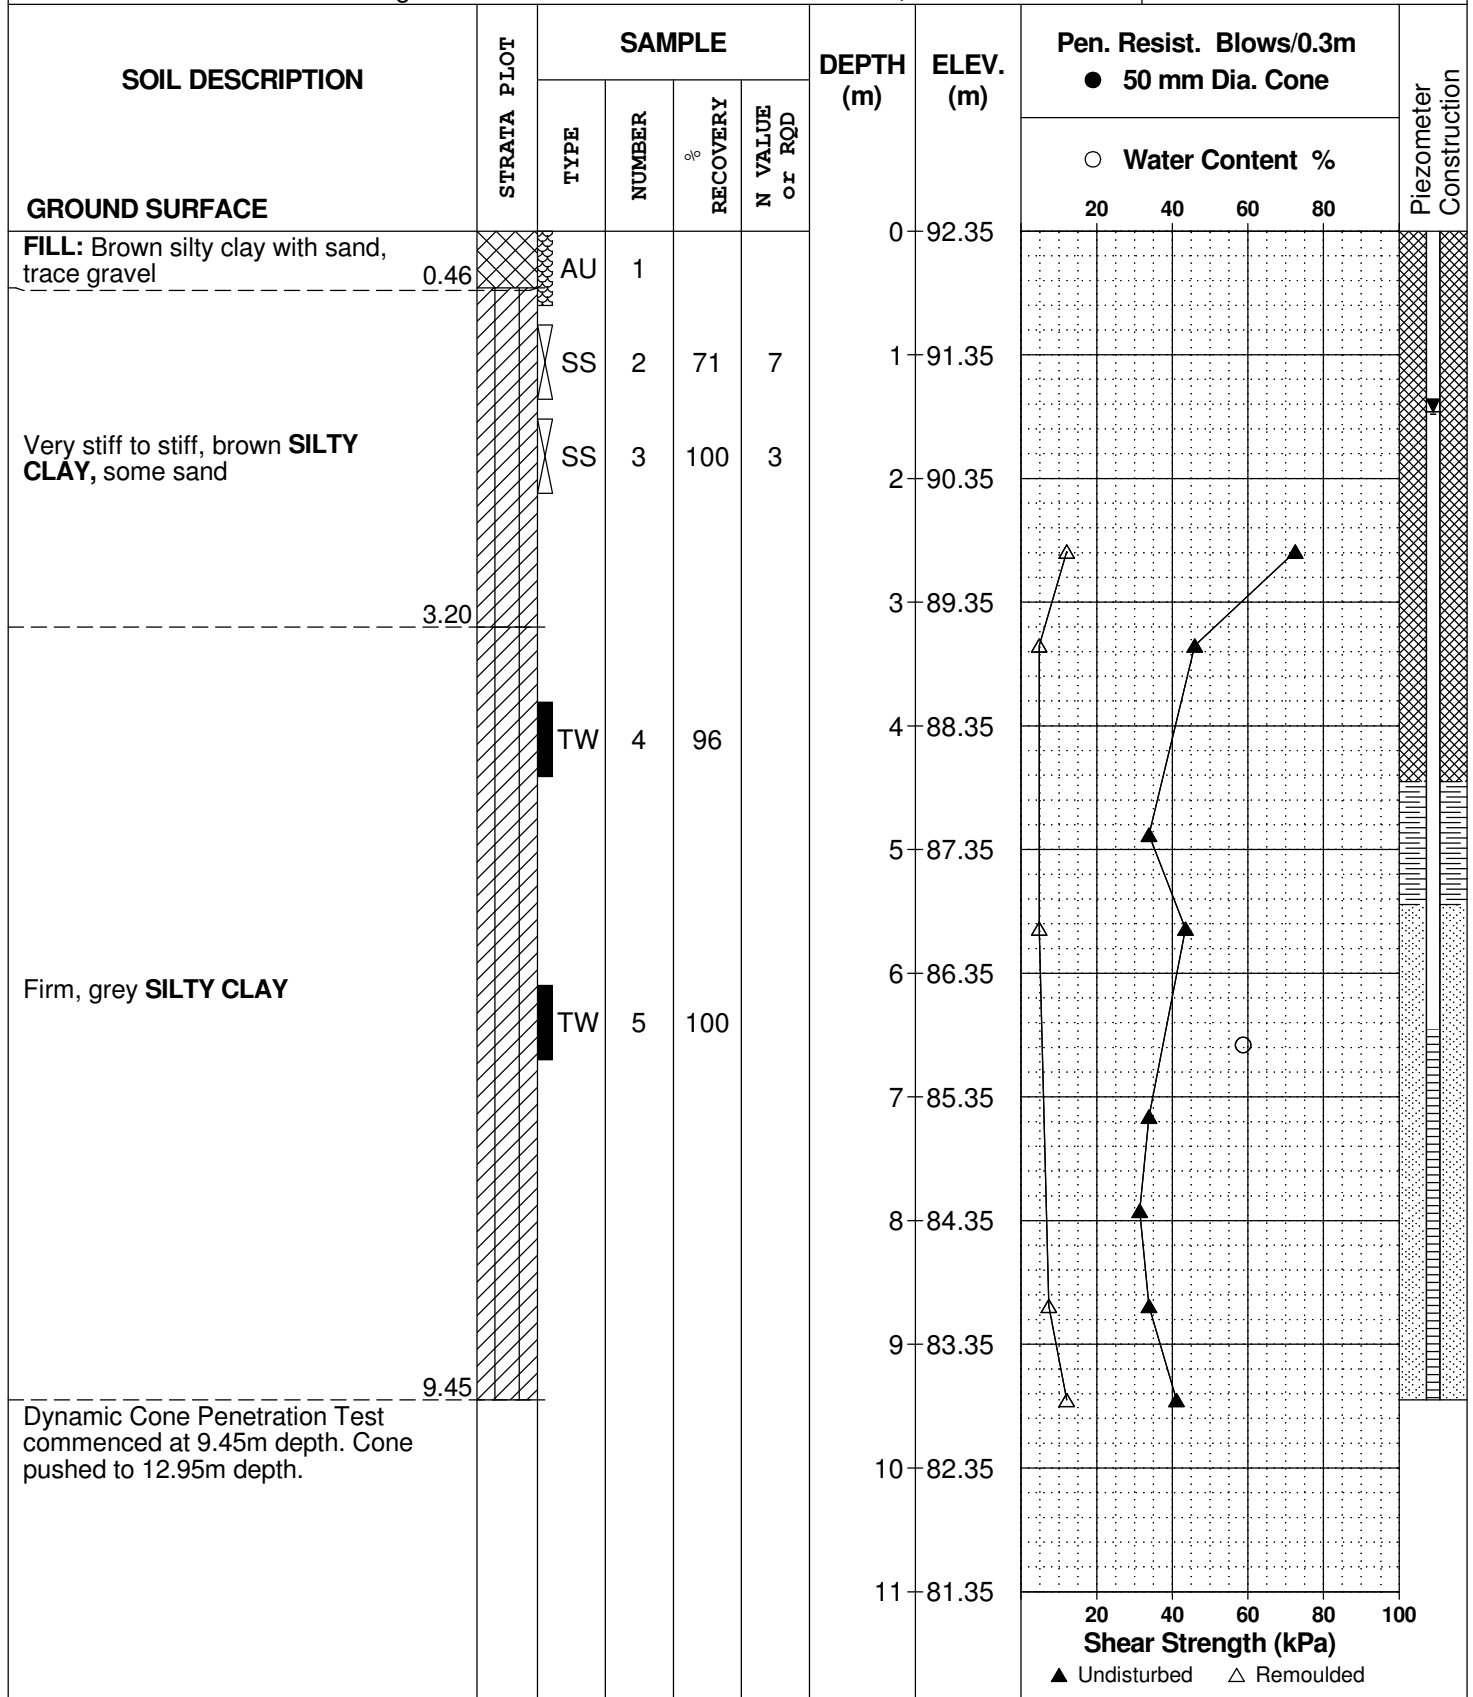 SOIL DESCRIPTION
GROUND SURFACE
STRATA PLOT
SAMPLE
TYPE
NUMBER
%
RECOVERY
N VALUE
or RQD
DEPTH
(m)
ELEV.
(m)
Pen. Resist. Blows/0.3m
● 50 mm Dia. Cone
○ Water Content %
20 40 60 80
Piezometer
Construction
FILL: Brown silty clay with sand,
trace gravel 0.46
AU 1
0 92.35
SS 2 71 7
1 91.35
Very stiff to stiff, brown SILTY
CLAY, some sand
SS 3 100 3
2 90.35
3.20
3 89.35
TW 4 96
4 88.35
5 87.35
Firm, grey SILTY CLAY
6 86.35
TW 5 100
7 85.35
8 84.35
9 83.35
9.45
Dynamic Cone Penetration Test
commenced at 9.45m depth. Cone
pushed to 12.95m depth.
10 82.35
11 81.35
20 40 60 80 100
Shear Strength (kPa)
▲ Undisturbed △ Remoulded